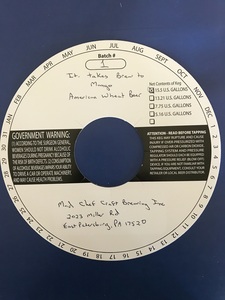 JAN FEB MAR APR MAY JUN JUL AUG SEP OCT NOV DEC
Batch #
1
It takes Brew to
Mango
American Wheat Beer
Net Contents of Keg
15.5 U.S. GALLONS
13.21 U.S. GALLONS
7.75 U.S. GALLONS
5.16 U.S. GALLONS
GOVERNMENT WARNING:
(1) ACCORDING TO THE SURGEON GENERAL,
WOMEN SHOULD NOT DRINK ALCOHOLIC
BEVERAGES DURING PREGNANCY BECAUSE OF
THE RISK OF BIRTH DEFECTS. (2) CONSUMPTION
OF ALCOHOLIC BEVERAGES IMPAIRS YOUR ABILITY
TO DRIVE A CAR OR OPERATE MACHINERY,
AND MAY CAUSE HEALTH PROBLEMS.
ATTENTION - READ BEFORE TAPPING
Mad Chef Craft Brewing Inc
2023 Miller Rd
East Petersburg, PA 17520